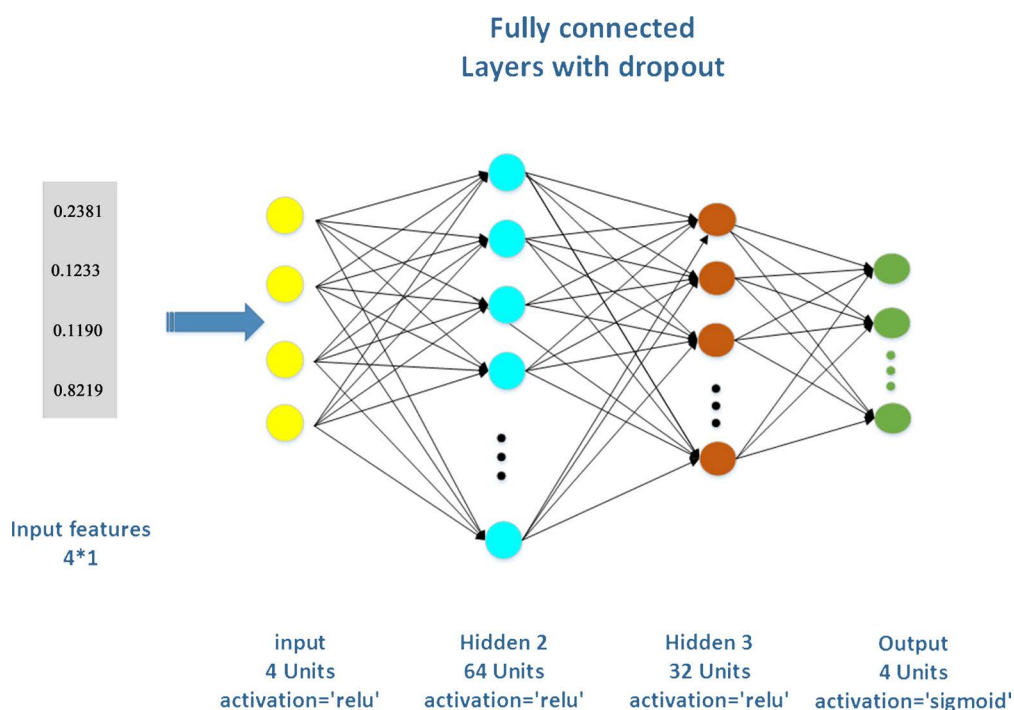 Fully connected
Layers with dropout
0.2381
0.1233
0.1190
0.8219
Input features
4*1
input
4 Units
activation='relu'
Hidden 2
64 Units
activation='relu'
Hidden 3
32 Units
activation='relu'
Output
4 Units
activation='sigmoid'